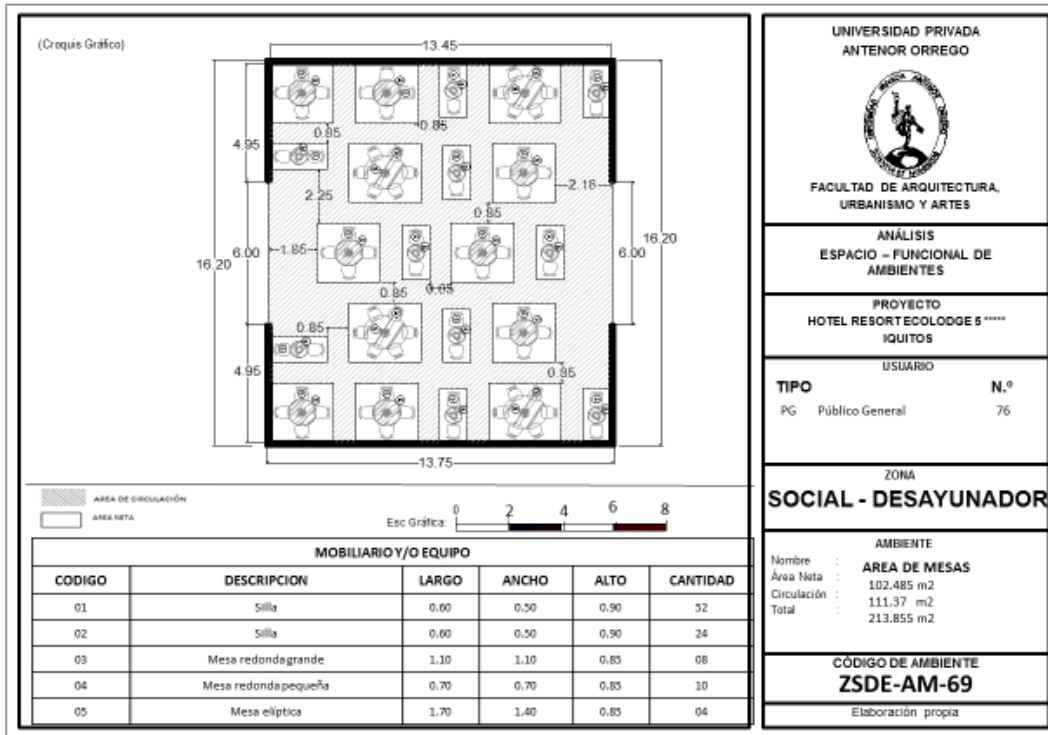 (Croquis Gráfico)
13.45
4.95
0.85
0.85
2.18
2.25
0.85
16.20
6.00
1.85
6.00
16.20
0.85
0.85
4.95
0.85
13.75
AREA DE CIRCULACIÓN
AREA NETA
Esc Gráfica:
0 2 4 6 8
MOBILIARIO Y/O EQUIPO
CODIGO DESCRIPCION LARGO ANCHO ALTO CANTIDAD
01 Silla 0.60 0.50 0.90 52
02 Silla 0.60 0.50 0.90 24
03 Mesa redonda grande 1.10 1.10 0.85 08
04 Mesa redonda pequeña 0.70 0.70 0.85 10
05 Mesa elíptica 1.70 1.40 0.85 04
UNIVERSIDAD PRIVADA
ANTENOR ORREGO
FACULTAD DE ARQUITECTURA,
URBANISMO Y ARTES
ANÁLISIS
ESPACIO – FUNCIONAL DE
AMBIENTES
PROYECTO
HOTEL RESORT ECOLODGE 5 *****
IQUITOS
USUARIO
TIPO N.º
PG Público General 76
ZONA
SOCIAL - DESAYUNADOR
AMBIENTE
Nombre : AREA DE MESAS
Área Neta : 102.485 m2
Circulación : 111.37 m2
Total : 213.855 m2
CÓDIGO DE AMBIENTE
ZSDE-AM-69
Elaboración propia